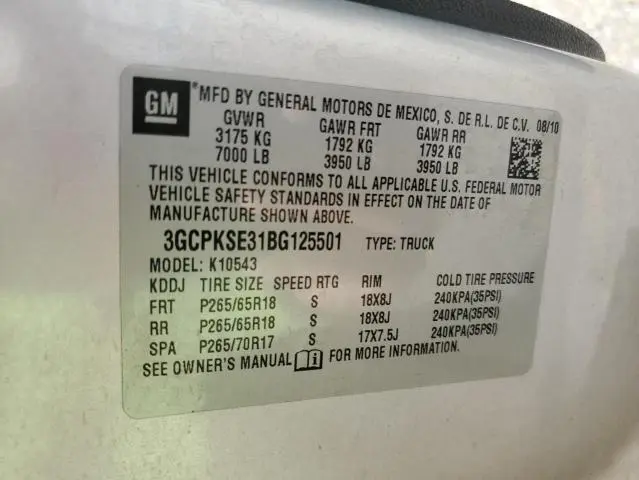 GM
*MFD BY GENERAL MOTORS DE MEXICO, S. DE R.L. DE C.V. 08/10
GVWR GAWR FRT GAWR RR
3175 KG 1792 KG 1792 KG
7000 LB 3950 LB 3950 LB
THIS VEHICLE CONFORMS TO ALL APPLICABLE U.S. FEDERAL MOTOR
VEHICLE SAFETY STANDARDS IN EFFECT ON THE DATE OF
MANUFACTURE SHOWN ABOVE.
3GCPKSE31BG125501 TYPE: TRUCK
MODEL: K10543
KDDJ TIRE SIZE SPEED RTG RIM COLD TIRE PRESSURE
FRT P265/65R18 S 18X8J 240KPA(35PSI)
RR P265/65R18 S 18X8J 240KPA(35PSI)
SPA P265/70R17 S 17X7.5J 240KPA(35PSI)
SEE OWNER'S MANUAL FOR MORE INFORMATION.